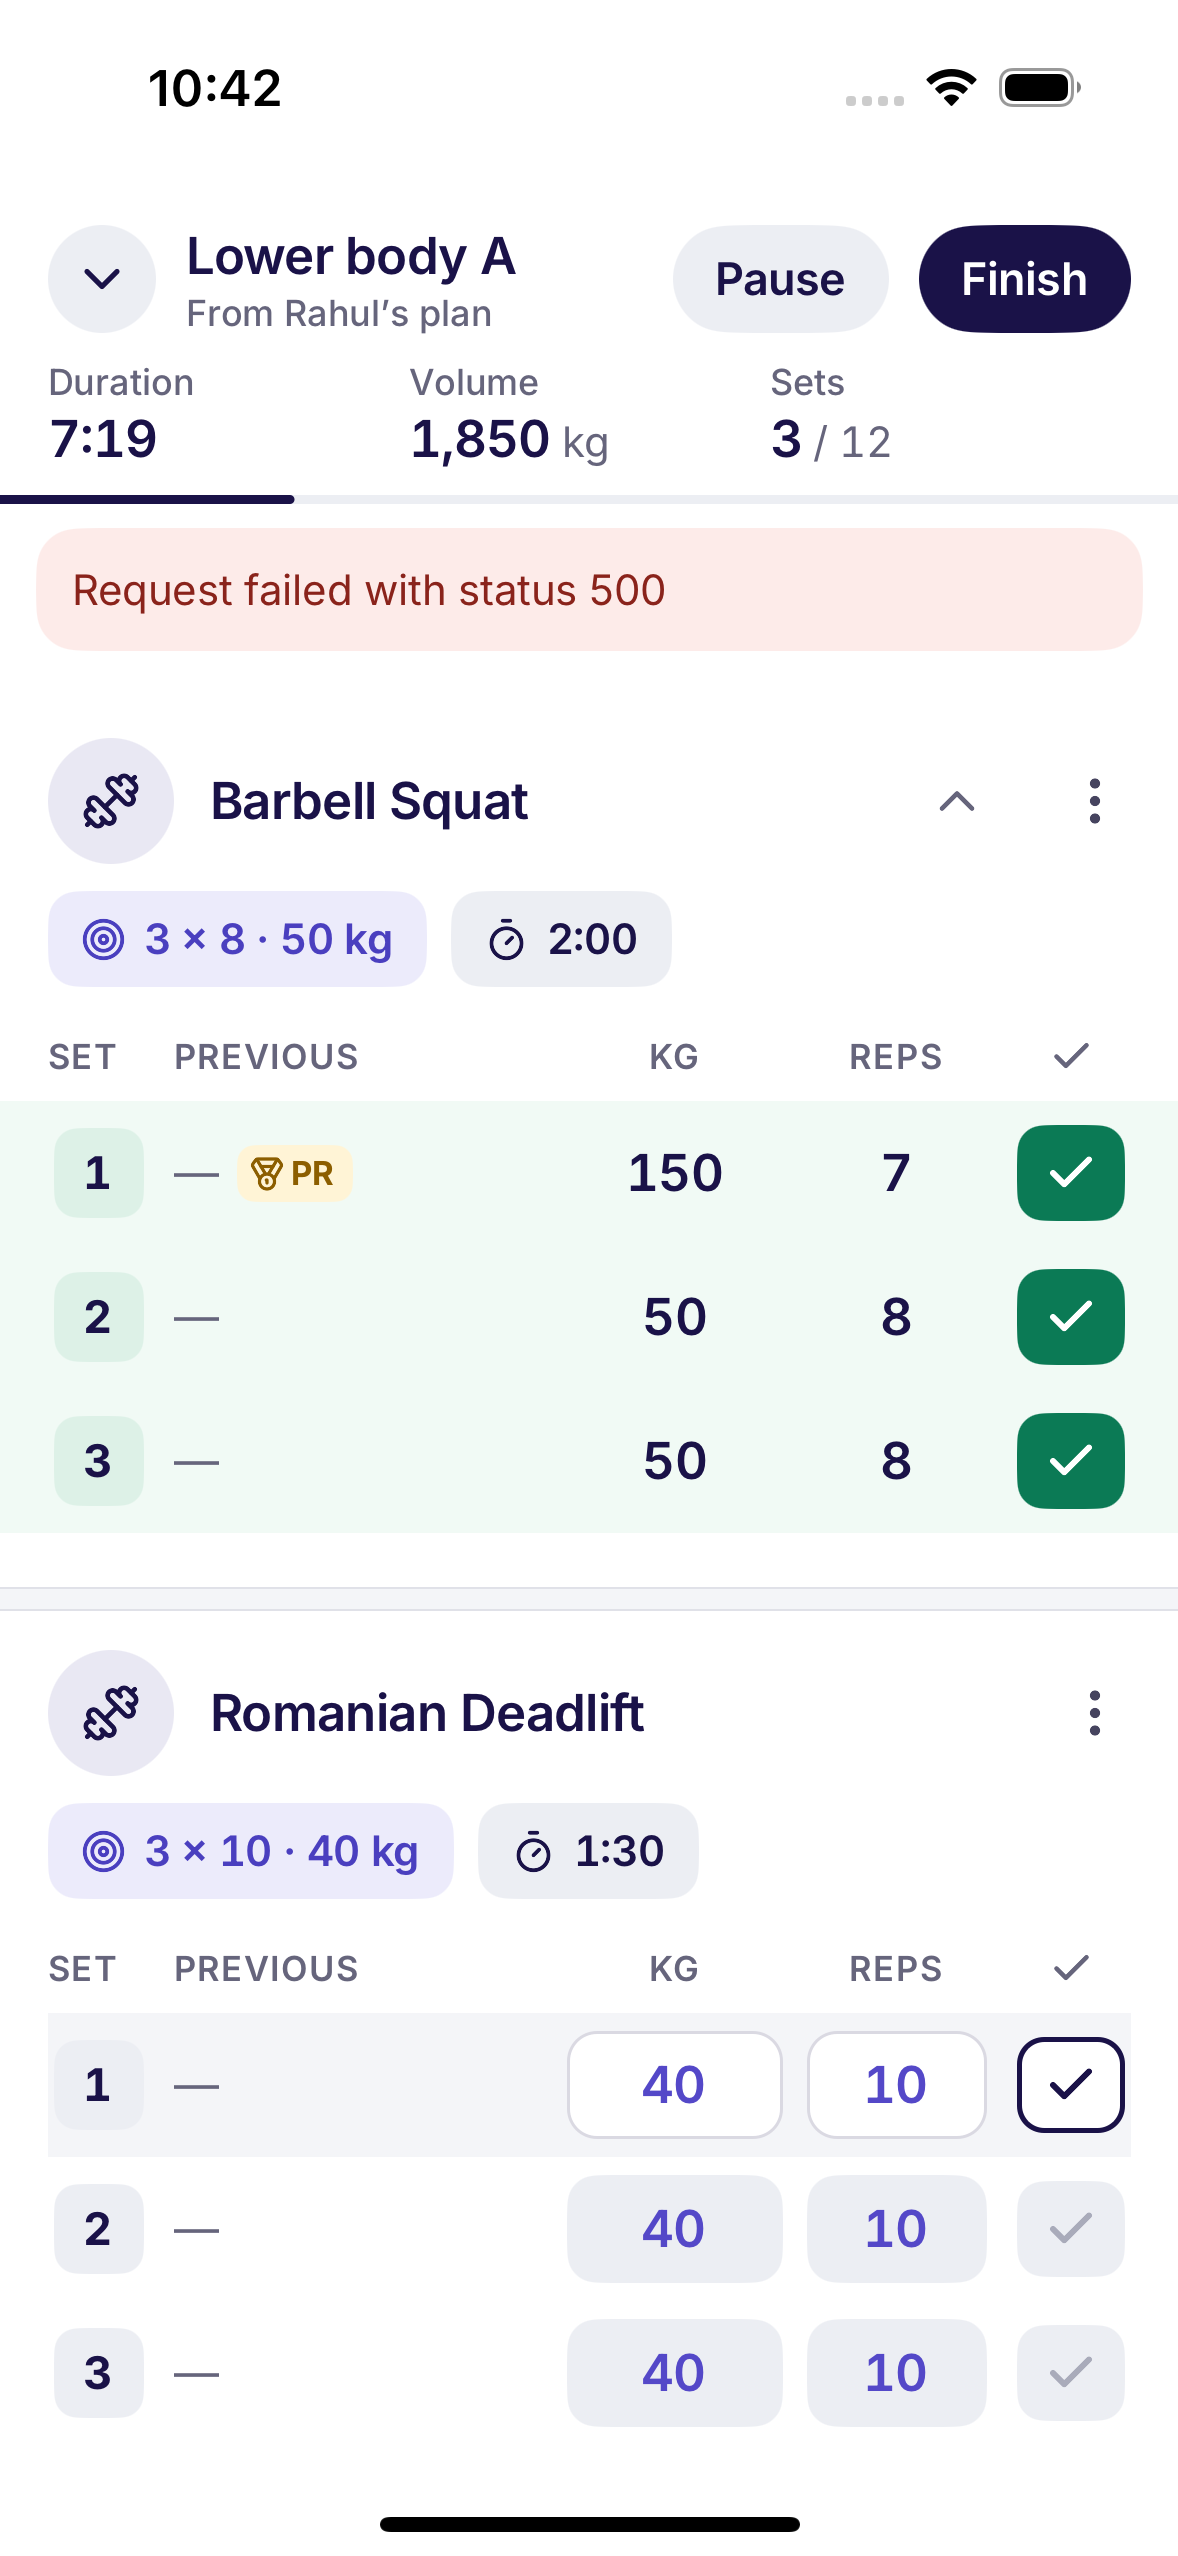 10:42
Lower body A
From Rahul’s plan
Pause
Finish
Duration
Volume
Sets
7:19
1,850 kg
3 / 12
Request failed with status 500
Barbell Squat
3 × 8 · 50 kg
2:00
SET PREVIOUS KG REPS
1 — PR 150 7
2 — 50 8
3 — 50 8
Romanian Deadlift
3 × 10 · 40 kg
1:30
SET PREVIOUS KG REPS
1 — 40 10
2 — 40 10
3 — 40 10